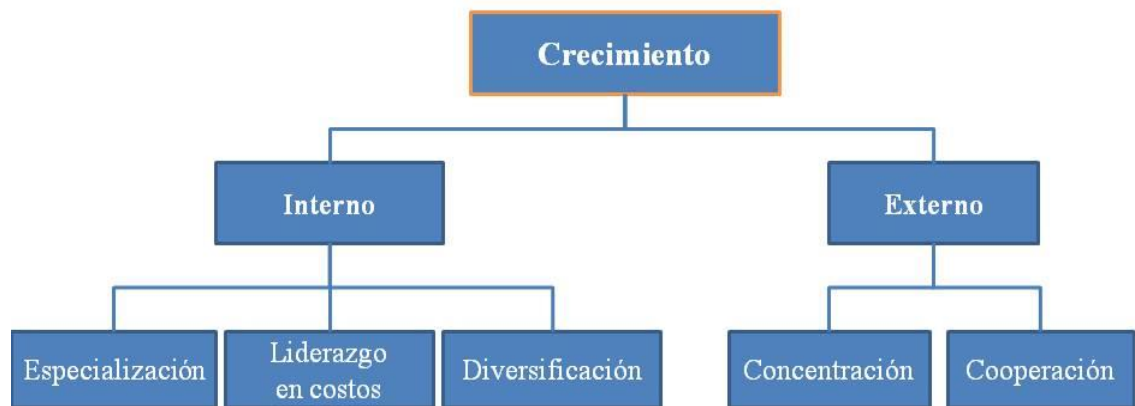 Crecimiento
Interno
Externo
Especialización
Liderazgo
en costos
Diversificación
Concentración
Cooperación